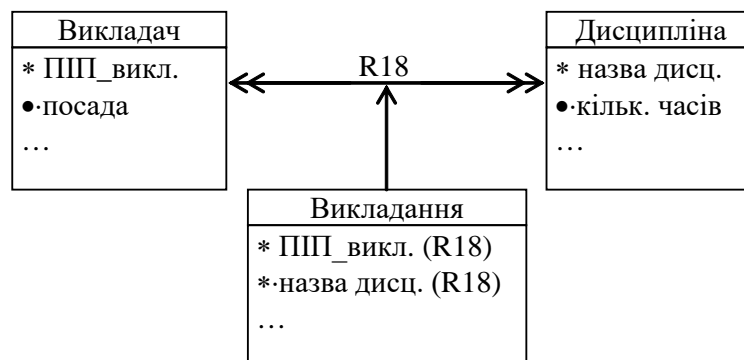 Викладач
* ПІП_викл.
●·посада
…
R18
Дисципліна
* назва дисц.
●·кільк. часів
…
Викладання
* ПІП_викл. (R18)
*·назва дисц. (R18)
…